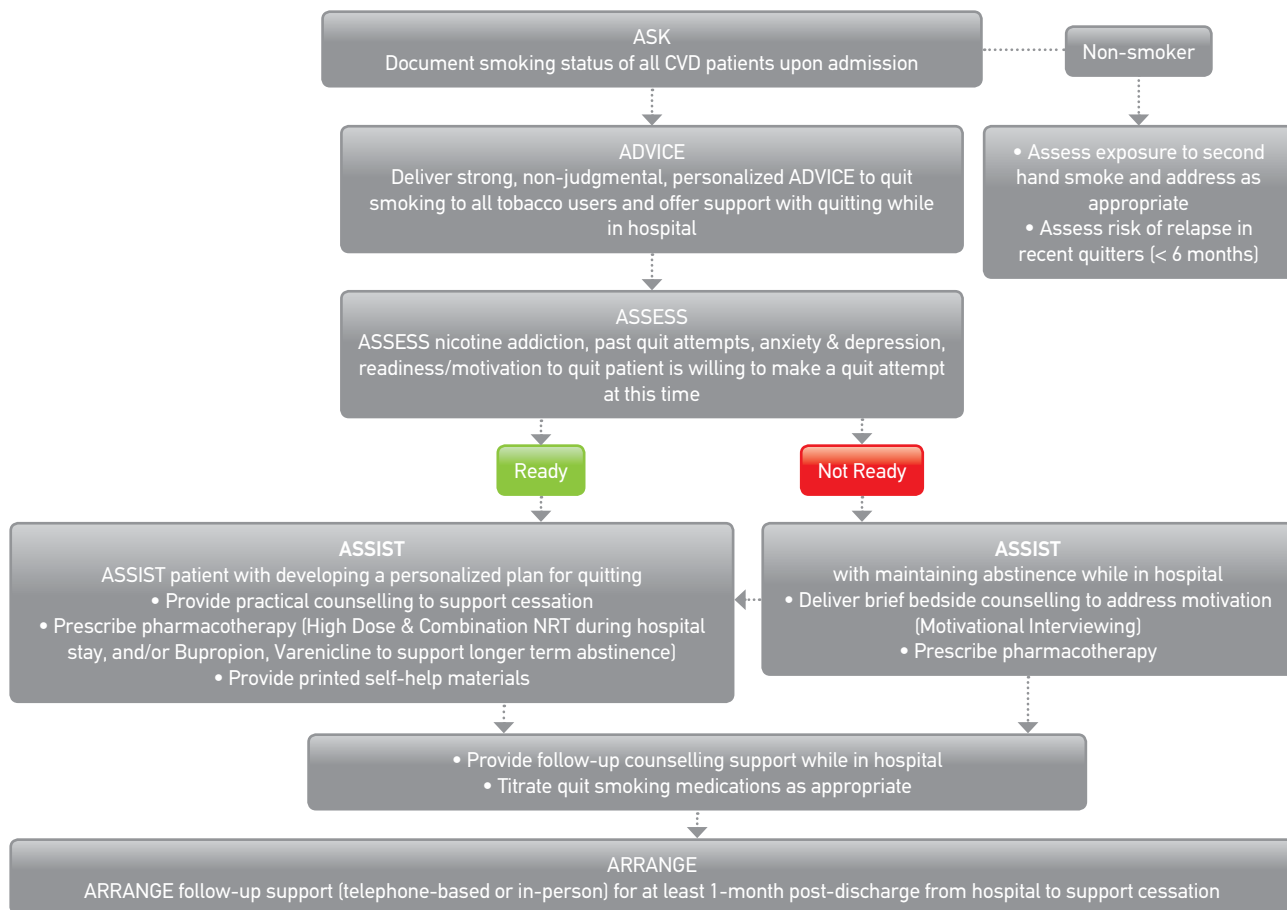 ASK
Document smoking status of all CVD patients upon admission
Non-smoker
ADVICE
Deliver strong, non-judgmental, personalized ADVICE to quit
smoking to all tobacco users and offer support with quitting while
in hospital
• Assess exposure to second
hand smoke and address as
appropriate
• Assess risk of relapse in
recent quitters (< 6 months)
ASSESS
ASSESS nicotine addiction, past quit attempts, anxiety & depression,
readiness/motivation to quit patient is willing to make a quit attempt
at this time
Ready
Not Ready
ASSIST
ASSIST patient with developing a personalized plan for quitting
• Provide practical counselling to support cessation
• Prescribe pharmacotherapy (High Dose & Combination NRT during hospital
stay, and/or Bupropion, Varenicline to support longer term abstinence)
• Provide printed self-help materials
ASSIST
with maintaining abstinence while in hospital
• Deliver brief bedside counselling to address motivation
(Motivational Interviewing)
• Prescribe pharmacotherapy
• Provide follow-up counselling support while in hospital
• Titrate quit smoking medications as appropriate
ARRANGE
ARRANGE follow-up support (telephone-based or in-person) for at least 1-month post-discharge from hospital to support cessation